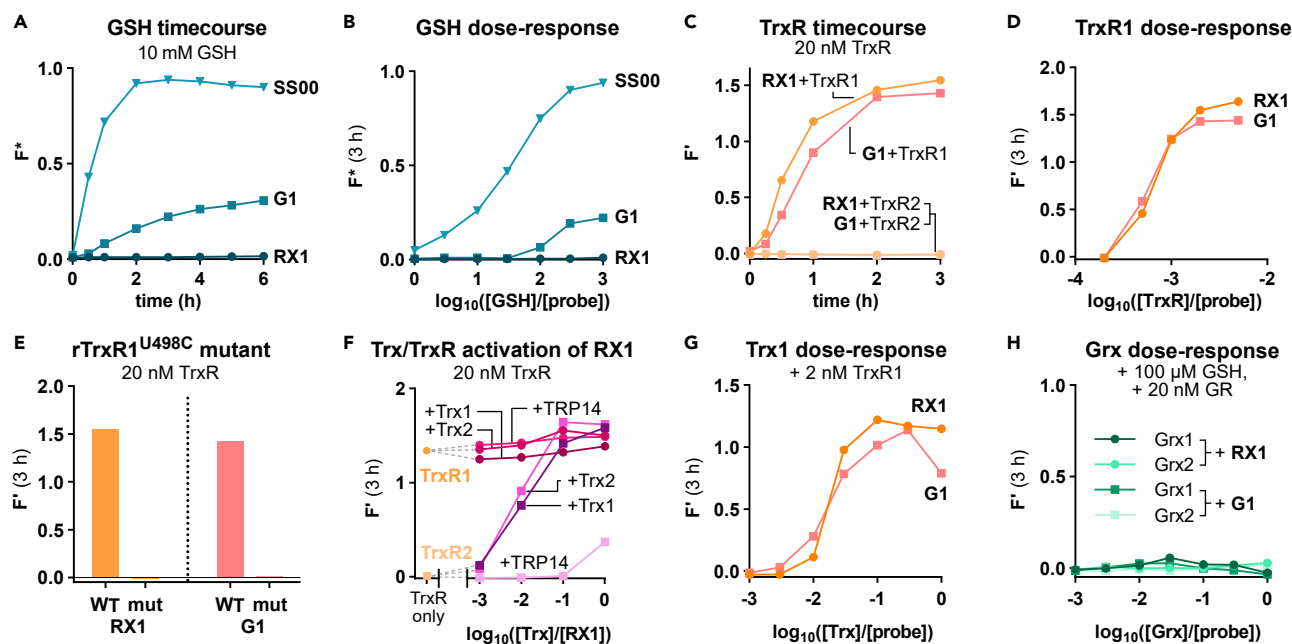 A
GSH timecourse
10 mM GSH
F*
1.0
0.5
0.0
SS00
G1
RX1
0 2 4 6
time (h)
B
GSH dose-response
F* (3 h)
1.0
0.5
0.0
SS00
G1
RX1
0 1 2 3
log10([GSH]/[probe])
C
TrxR timecourse
20 nM TrxR
F'
1.5
1.0
0.5
0.0
RX1+TrxR1
G1+TrxR1
RX1+TrxR2
G1+TrxR2
0 1 2 3
time (h)
D
TrxR1 dose-response
F' (3 h)
2.0
1.5
1.0
0.5
0.0
RX1
G1
-4 -3 -2
log10([TrxR]/[probe])
E
rTrxR1U498C mutant
20 nM TrxR
F' (3 h)
2.0
1.5
1.0
0.5
0.0
WT mut WT mut
RX1 G1
F
Trx/TrxR activation of RX1
20 nM TrxR
F' (3 h)
2
1
0
+Trx1
+Trx2
+TRP14
TrxR1
+Trx2
+Trx1
TrxR2
+TRP14
TrxR
only
-3 -2 -1 0
log10([Trx]/[RX1])
G
Trx1 dose-response
+ 2 nM TrxR1
F' (3 h)
1.5
1.0
0.5
0.0
RX1
G1
-3 -2 -1 0
log10([Trx]/[probe])
H
Grx dose-response
+ 100 µM GSH,
+ 20 nM GR
F' (3 h)
1.0
0.5
0.0
Grx1
Grx2
+ RX1
Grx1
Grx2
+ G1
-3 -2 -1 0
log10([Grx]/[probe])